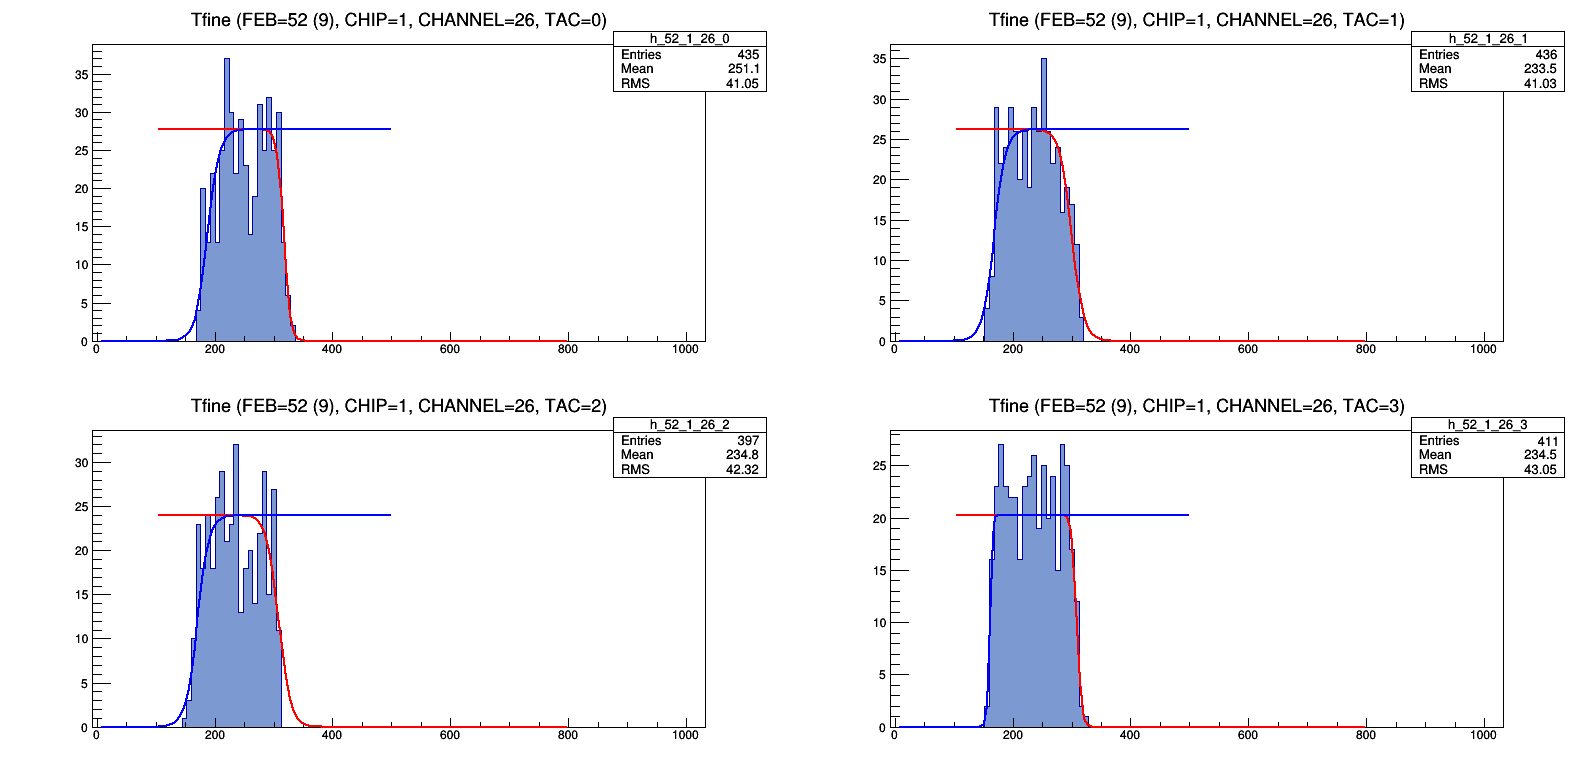 Tfine (FEB=52 (9), CHIP=1, CHANNEL=26, TAC=0)
h_52_1_26_0
Entries 435
Mean 251.1
RMS 41.05
35
30
25
20
15
10
5
0
0 200 400 600 800 1000
Tfine (FEB=52 (9), CHIP=1, CHANNEL=26, TAC=1)
h_52_1_26_1
Entries 436
Mean 233.5
RMS 41.03
35
30
25
20
15
10
5
0
0 200 400 600 800 1000
Tfine (FEB=52 (9), CHIP=1, CHANNEL=26, TAC=2)
h_52_1_26_2
Entries 397
Mean 234.8
RMS 42.32
30
25
20
15
10
5
0
0 200 400 600 800 1000
Tfine (FEB=52 (9), CHIP=1, CHANNEL=26, TAC=3)
h_52_1_26_3
Entries 411
Mean 234.5
RMS 43.05
25
20
15
10
5
0
0 200 400 600 800 1000